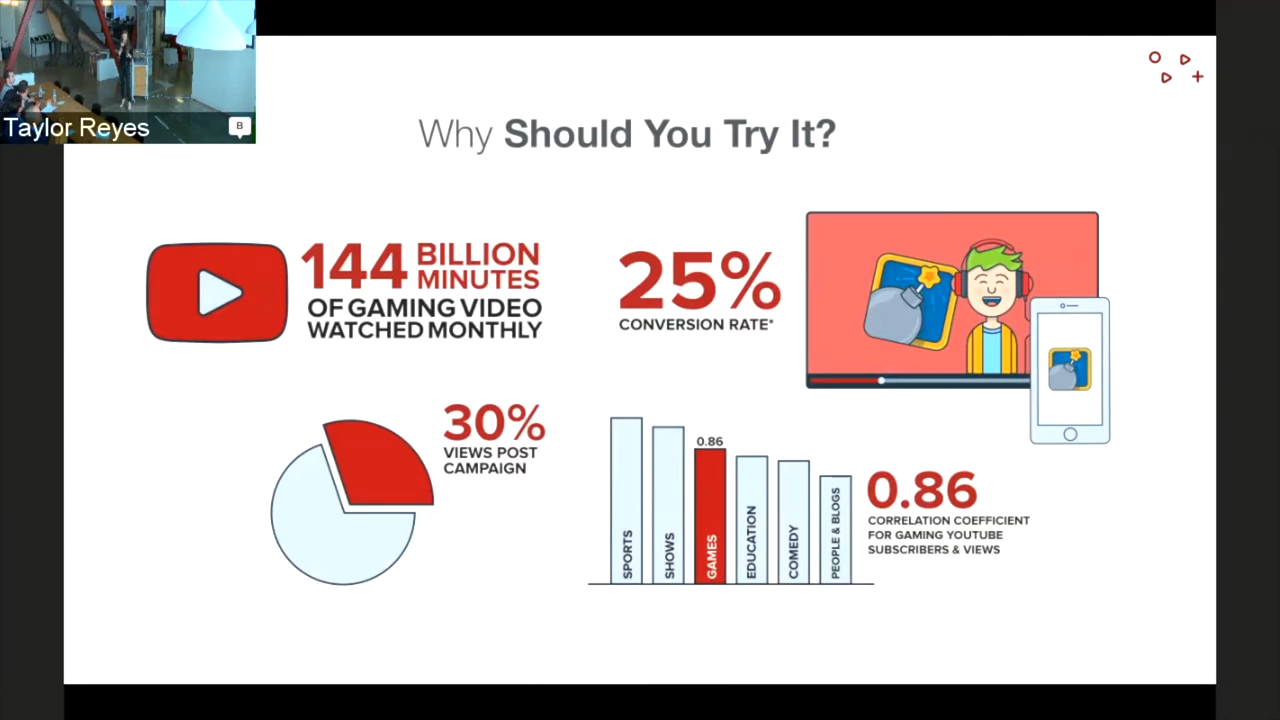 Taylor Reyes
B
Why Should You Try It?
144 BILLION
MINUTES
OF GAMING VIDEO
WATCHED MONTHLY
25%
CONVERSION RATE*
30%
VIEWS POST
CAMPAIGN
0.86
SPORTS
SHOWS
GAMES
EDUCATION
COMEDY
PEOPLE & BLOGS
0.86
CORRELATION COEFFICIENT
FOR GAMING YOUTUBE
SUBSCRIBERS & VIEWS